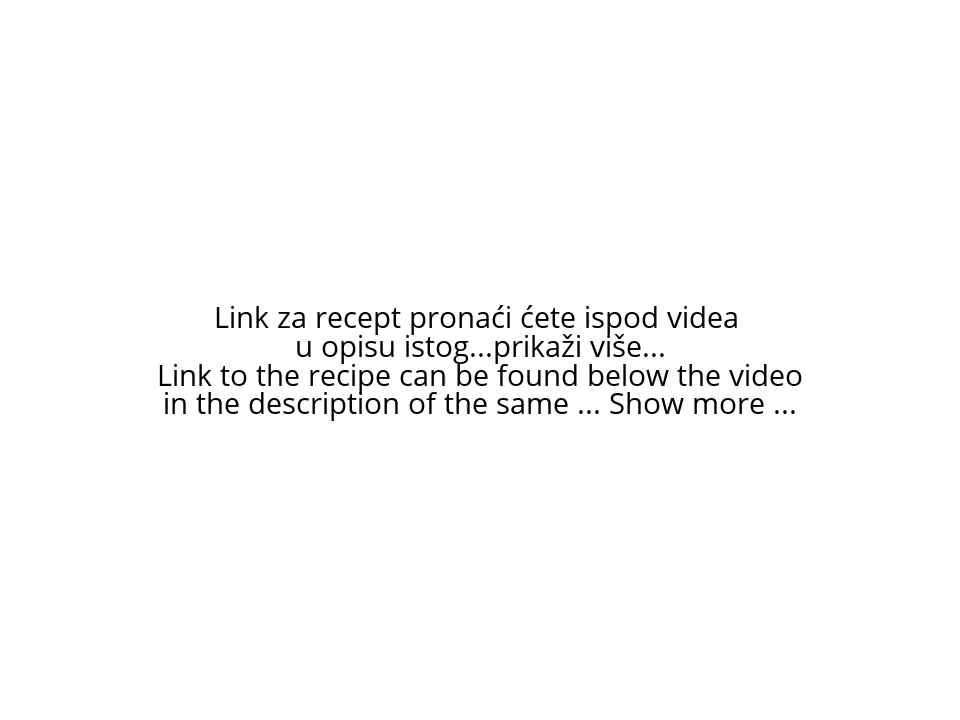 Link za recept pronaći ćete ispod videa
u opisu istog...prikaži više...
Link to the recipe can be found below the video
in the description of the same ... Show more ...